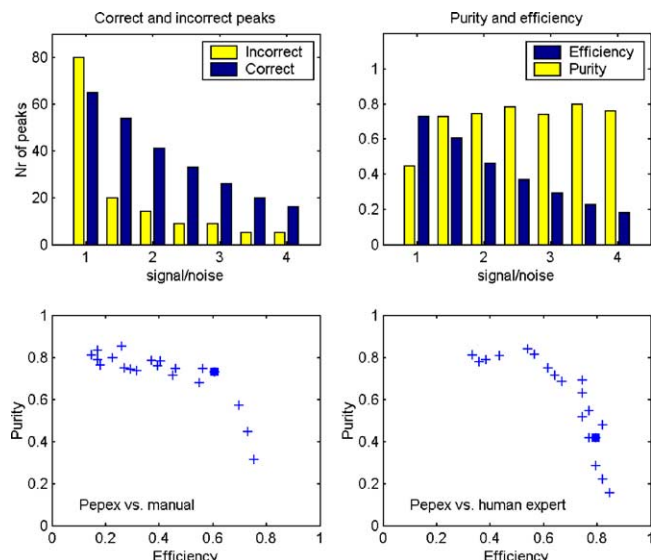 Correct and incorrect peaks
80
60
40
20
0
Nr of peaks
Incorrect
Correct
1 2 3 4
signal/noise
Purity and efficiency
1
0.8
0.6
0.4
0.2
0
Efficiency
Purity
1 2 3 4
signal/noise
1
0.8
0.6
0.4
0.2
0
Purity
Pepex vs. manual
0 0.2 0.4 0.6 0.8 1
Efficiency
1
0.8
0.6
0.4
0.2
0
Purity
Pepex vs. human expert
0 0.2 0.4 0.6 0.8 1
Efficiency